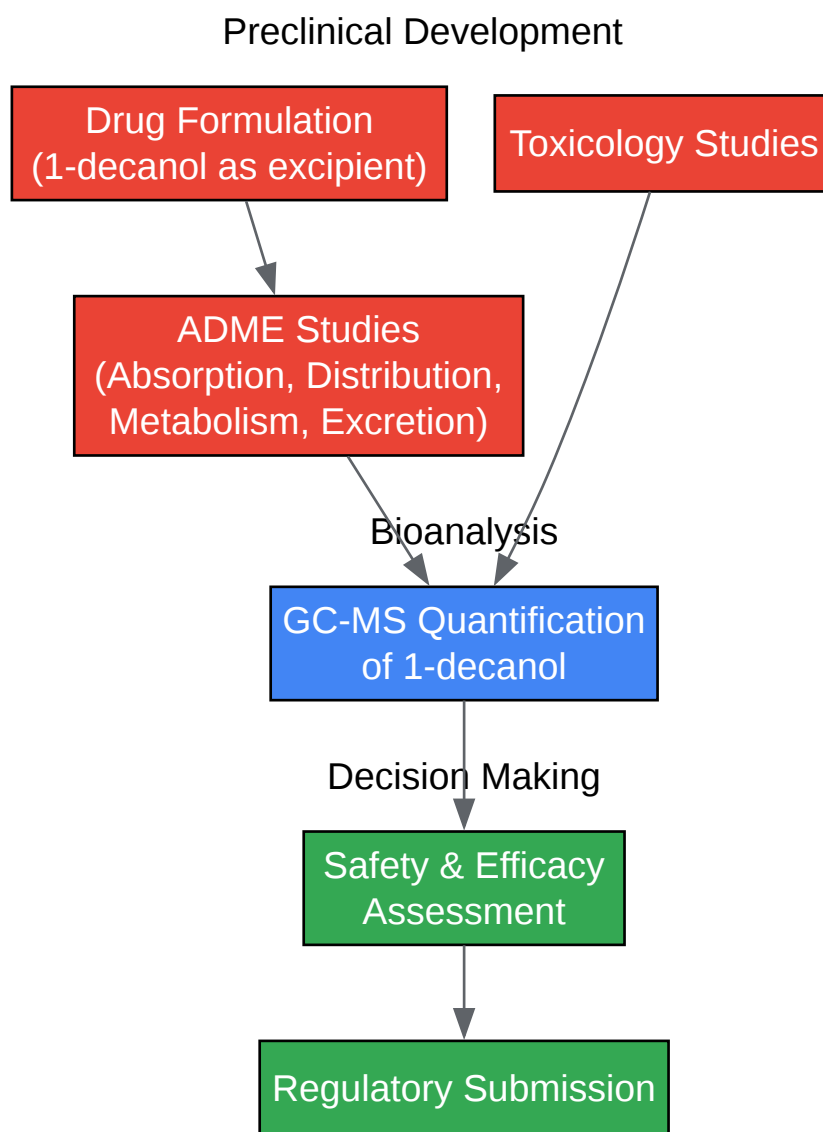 Preclinical Development
Drug Formulation
(1-decanol as excipient)
Toxicology Studies
ADME Studies
(Absorption, Distribution,
Metabolism, Excretion)
Bioanalysis
GC-MS Quantification
of 1-decanol
Decision Making
Safety & Efficacy
Assessment
Regulatory Submission